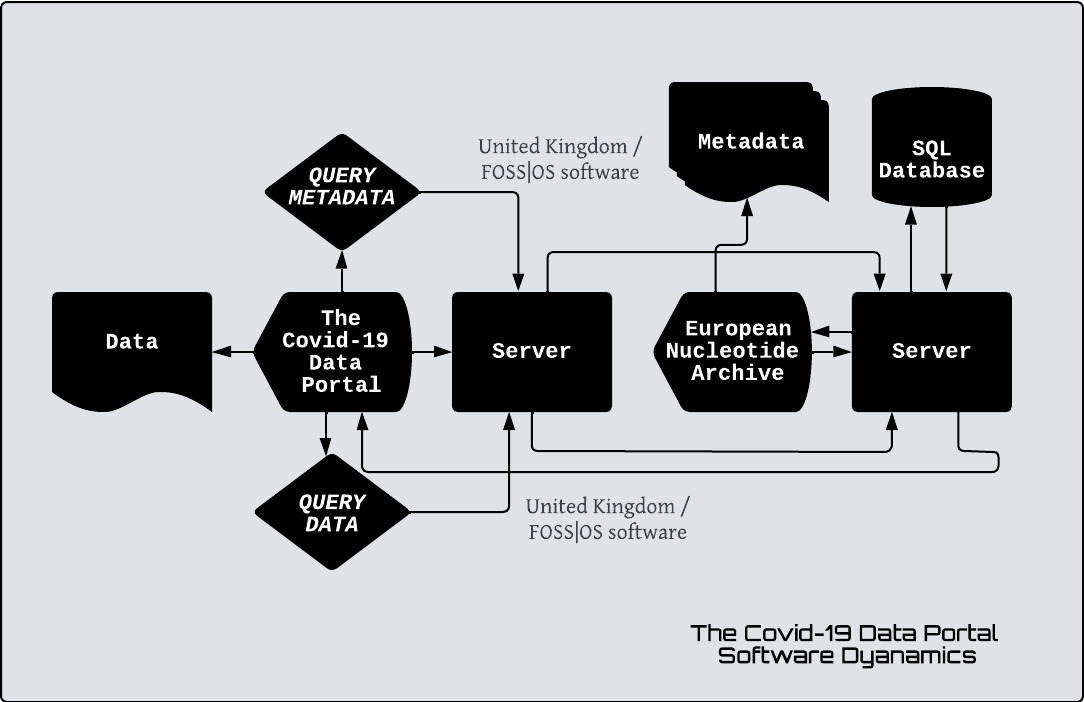 United Kingdom /
FOSS|OS software
Metadata
SQL
Database
QUERY
METADATA
Data
The
Covid-19
Data
Portal
Server
European
Nucleotide
Archive
Server
QUERY
DATA
United Kingdom /
FOSS|OS software
The Covid-19 Data Portal
Software Dyanamics